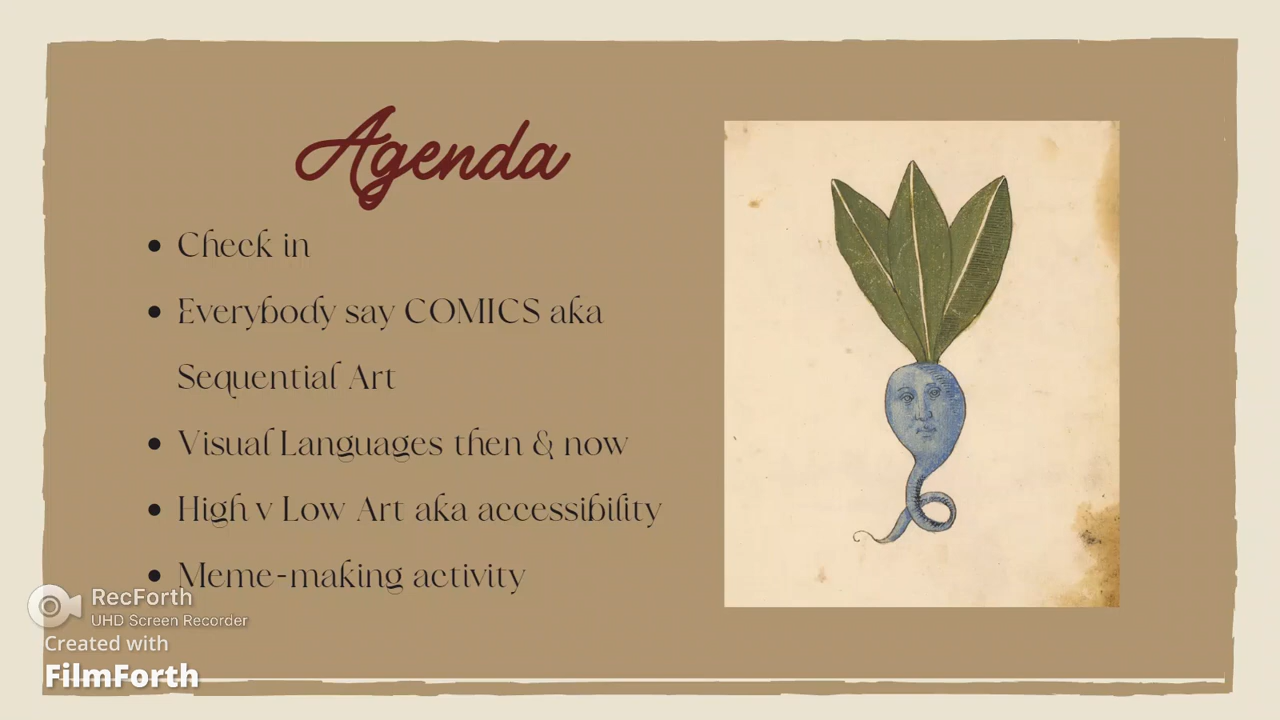 Agenda
Check in
Everybody say COMICS aka
Sequential Art
Visual Languages then & now
High v Low Art aka accessibility
Meme-making activity
RecForth
UHD Screen Recorder
Created with
FilmForth